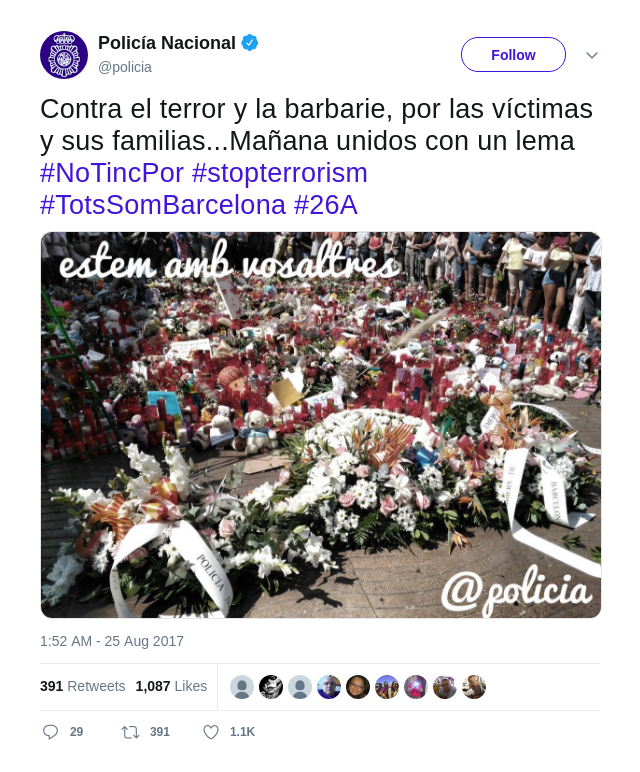 Policía Nacional
@policia
Follow
Contra el terror y la barbarie, por las víctimas
y sus familias...Mañana unidos con un lema
#NoTincPor #stopterrorism
#TotsSomBarcelona #26A
estem amb vosaltres
DE
BARCELON
POLICIA
@policia
1:52 AM - 25 Aug 2017
391 Retweets 1,087 Likes
29 391 1.1K